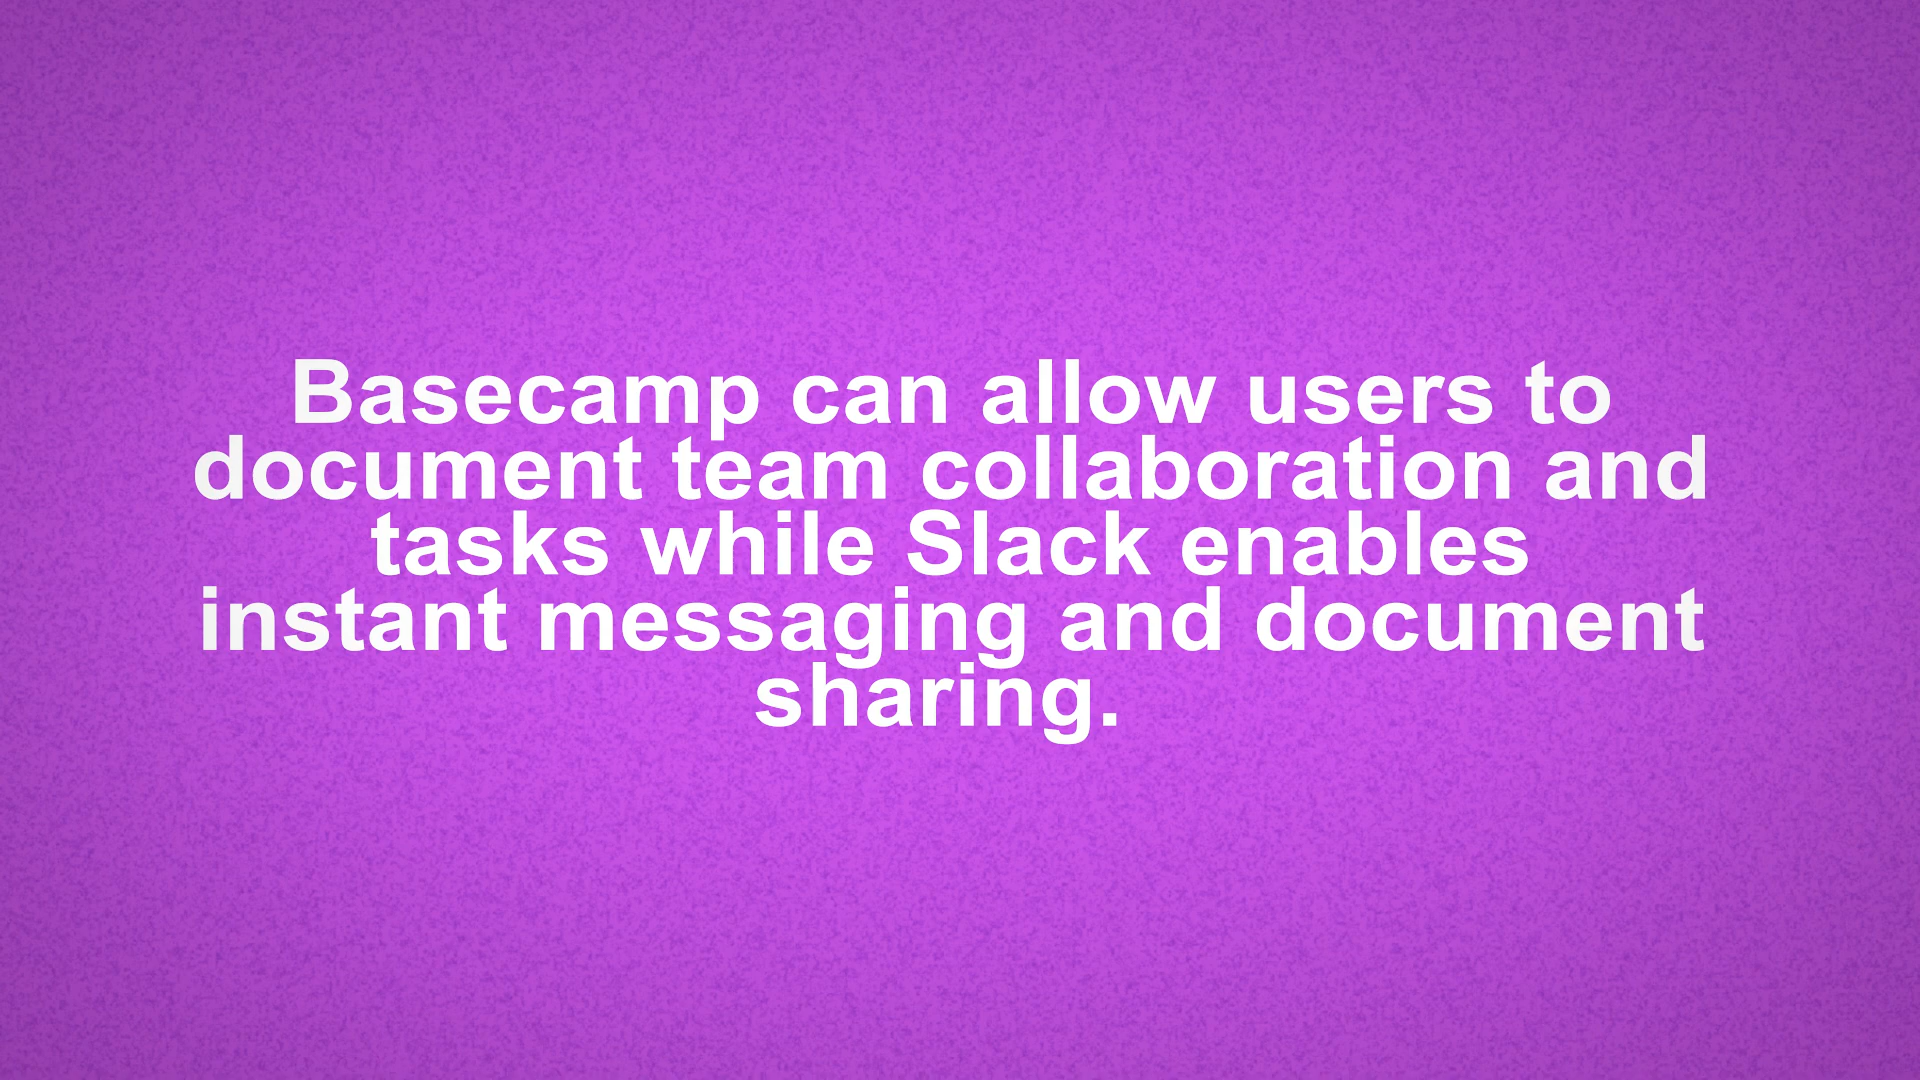 Basecamp can allow users to
document team collaboration and
tasks while Slack enables
instant messaging and document
sharing.